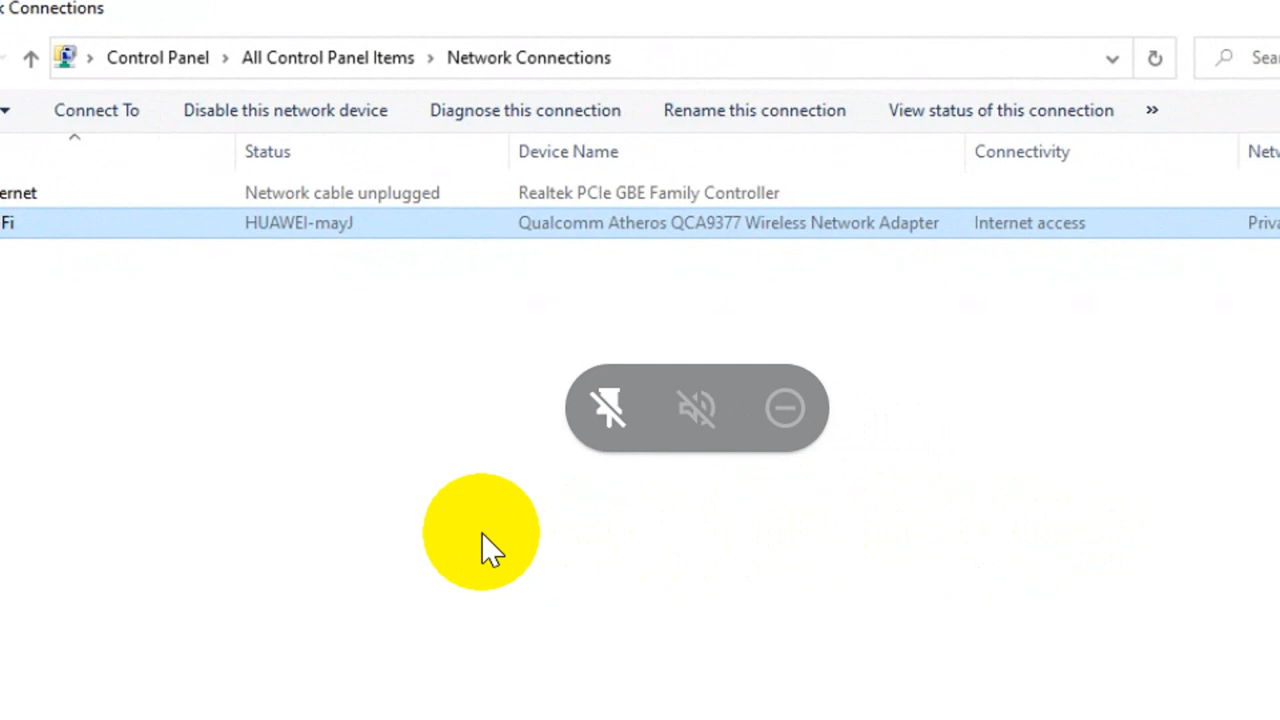 k Connections
Control Panel > All Control Panel Items > Network Connections Sea
Connect To Disable this network device Diagnose this connection Rename this connection View status of this connection »
Status Device Name Connectivity Netw
ernet Network cable unplugged Realtek PCIe GBE Family Controller
Fi HUAWEI-mayJ Qualcomm Atheros QCA9377 Wireless Network Adapter Internet access Priva